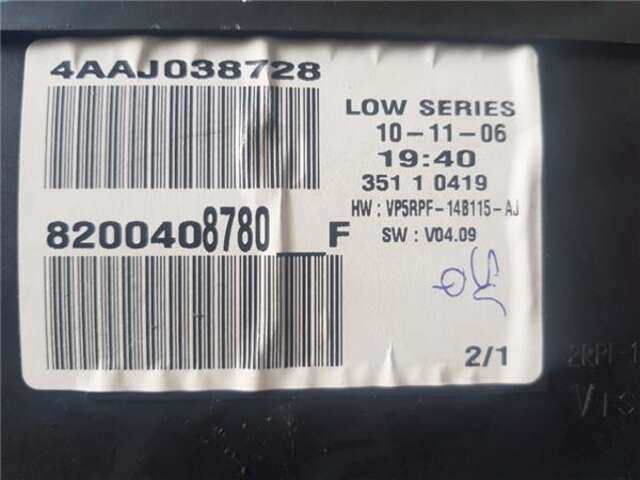 4AAJ038728
LOW SERIES
10-11-06
19:40
351 1 0419
HW : VP5RPF-14B115-AJ
8200408780__F
SW : V04.09
2/1